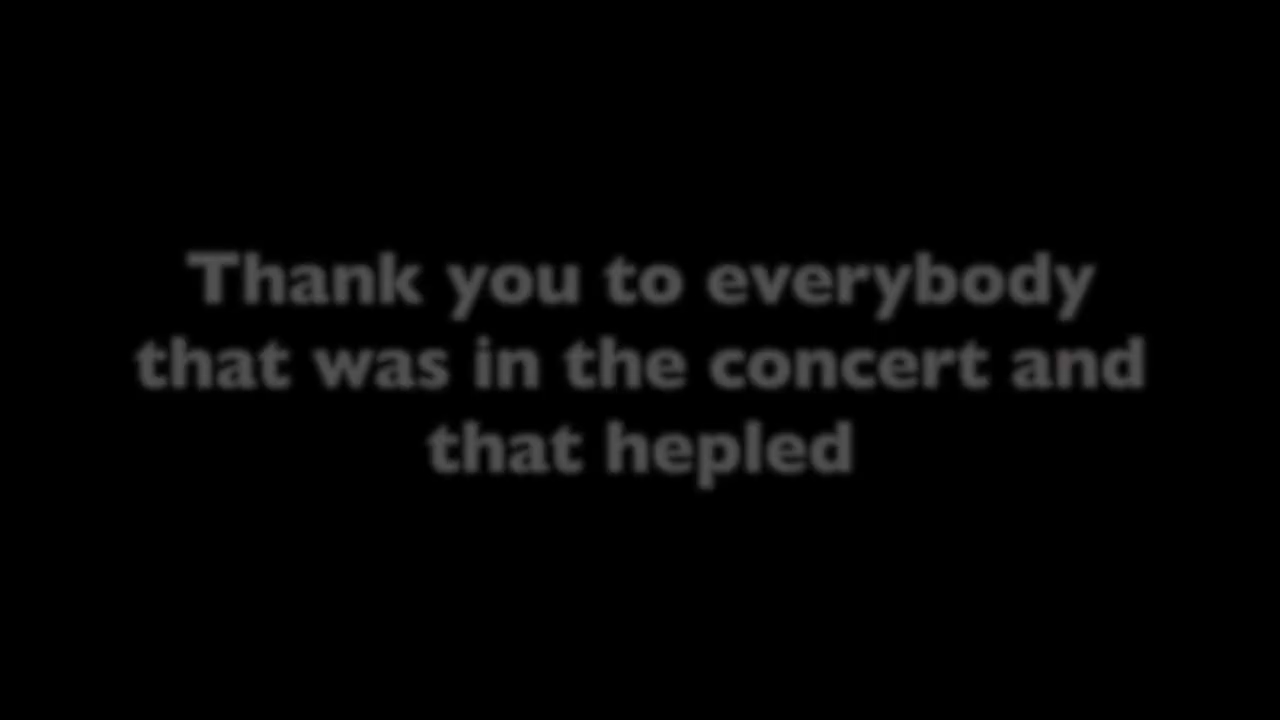 Thank you to everybody
that was in the concert and
that hepled